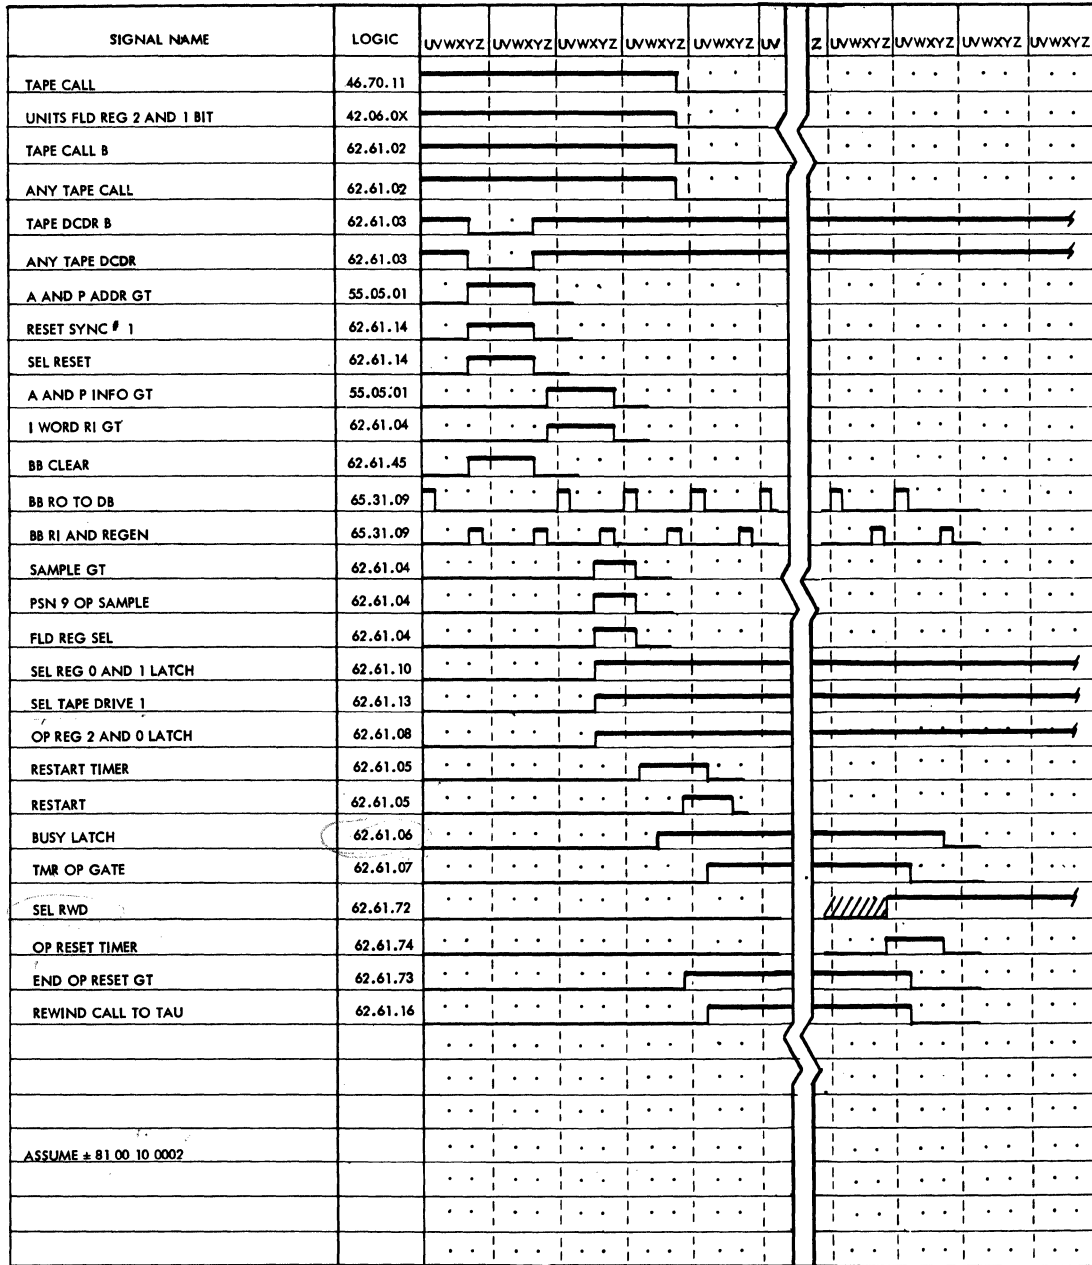 SIGNAL NAME LOGIC UVWXYZ UVWXYZ UVWXYZ UVWXYZ UVWXYZ UV Z UVWXYZ UVWXYZ UVWXYZ UVWXYZ
TAPE CALL 46.70.11
UNITS FLD REG 2 AND 1 BIT 42.06.0X
TAPE CALL B 62.61.02
ANY TAPE CALL 62.61.02
TAPE DCDR B 62.61.03
ANY TAPE DCDR 62.61.03
A AND P ADDR GT 55.05.01
RESET SYNC # 1 62.61.14
SEL RESET 62.61.14
A AND P INFO GT 55.05.01
I WORD RI GT 62.61.04
BB CLEAR 62.61.45
BB RO TO DB 65.31.09
BB RI AND REGEN 65.31.09
SAMPLE GT 62.61.04
PSN 9 OP SAMPLE 62.61.04
FLD REG SEL 62.61.04
SEL REG 0 AND 1 LATCH 62.61.10
SEL TAPE DRIVE 1 62.61.13
OP REG 2 AND 0 LATCH 62.61.08
RESTART TIMER 62.61.05
RESTART 62.61.05
BUSY LATCH 62.61.06
TMR OP GATE 62.61.07
SEL RWD 62.61.72
OP RESET TIMER 62.61.74
END OP RESET GT 62.61.73
REWIND CALL TO TAU 62.61.16
ASSUME ± 81 00 10 0002